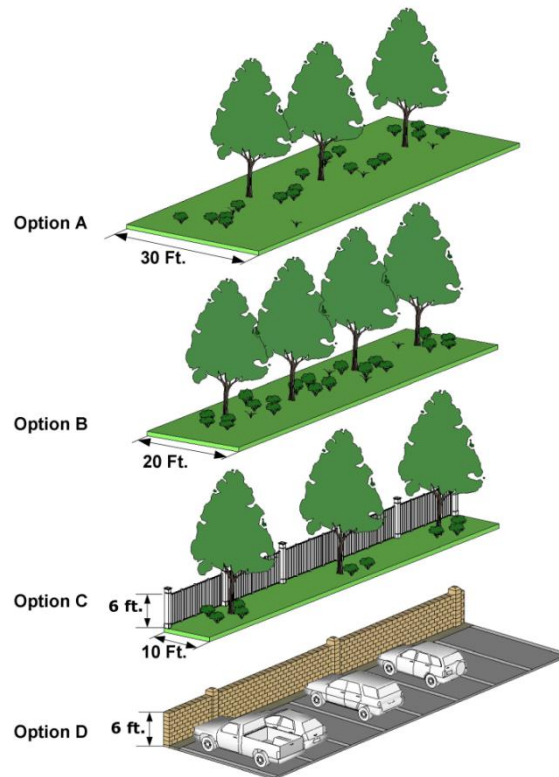 Option A
30 Ft.
Option B
20 Ft.
Option C
6 ft.
10 Ft.
Option D
6 ft.